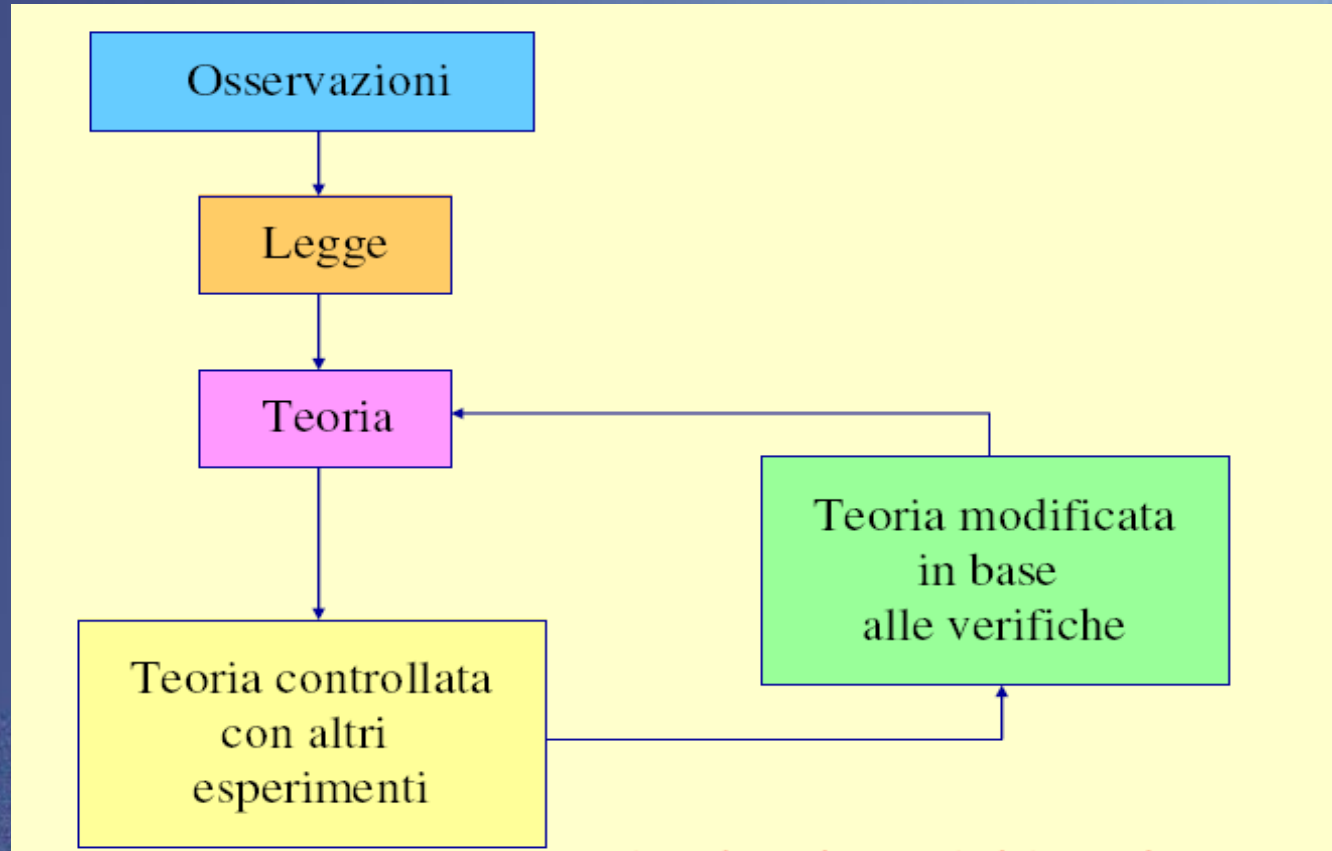 Osservazioni
Legge
Teoria
Teoria modificata
in base
alle verifiche
Teoria controllata
con altri
esperimenti